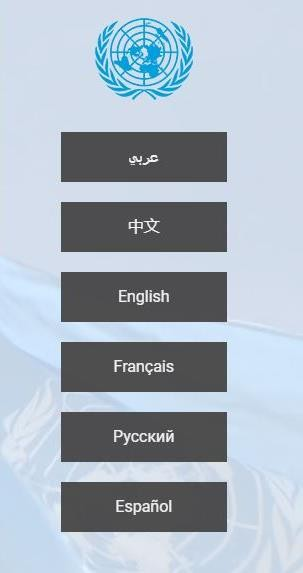 عربي
中文
English
Français
Русский
Español